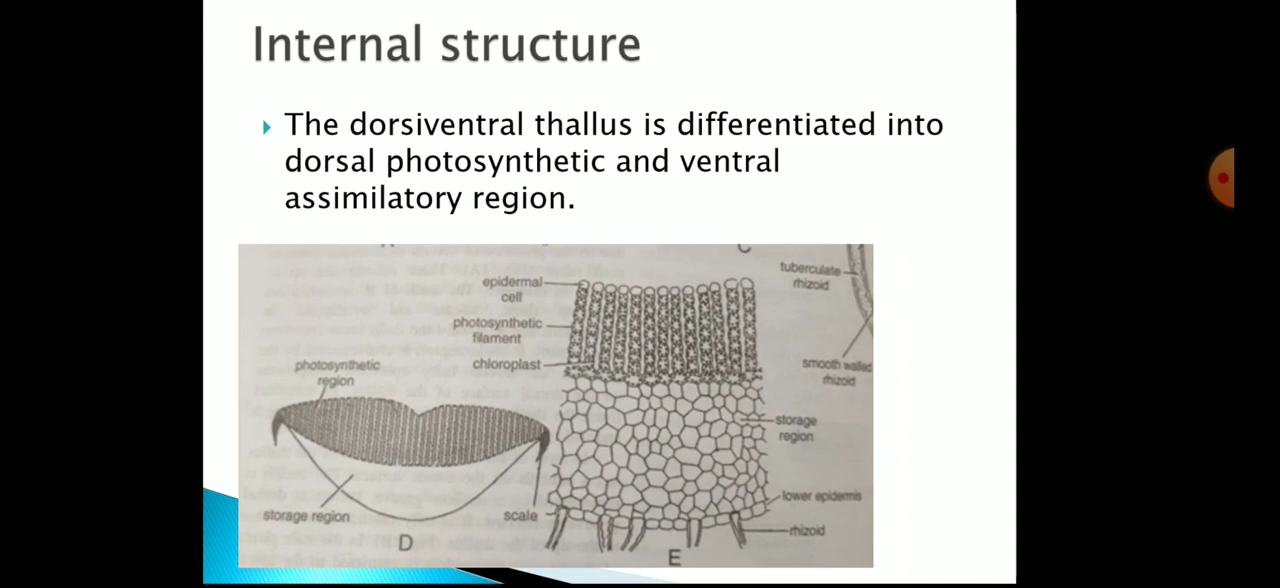 Internal structure
The dorsiventral thallus is differentiated into
dorsal photosynthetic and ventral
assimilatory region.
C
tuberculate
rhizoid
epidermal
cell
photosynthetic
filament
chloroplast
smooth walled
rhizoid
photosynthetic
region
storage
region
lower epidermis
storage region
scale
rhizoid
D
E